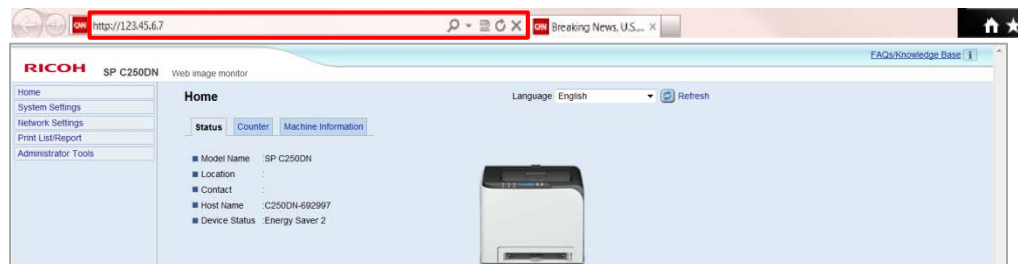 CNN http://123.45.6.7 CNN Breaking News, U.S,... ×
FAQs/Knowledge Base
RICOH SP C250DN Web image monitor
Home
System Settings
Network Settings
Print List/Report
Administrator Tools
Home Language English Refresh
Status Counter Machine Information
Model Name :SP C250DN
Location :
Contact :
Host Name :C250DN-692997
Device Status :Energy Saver 2